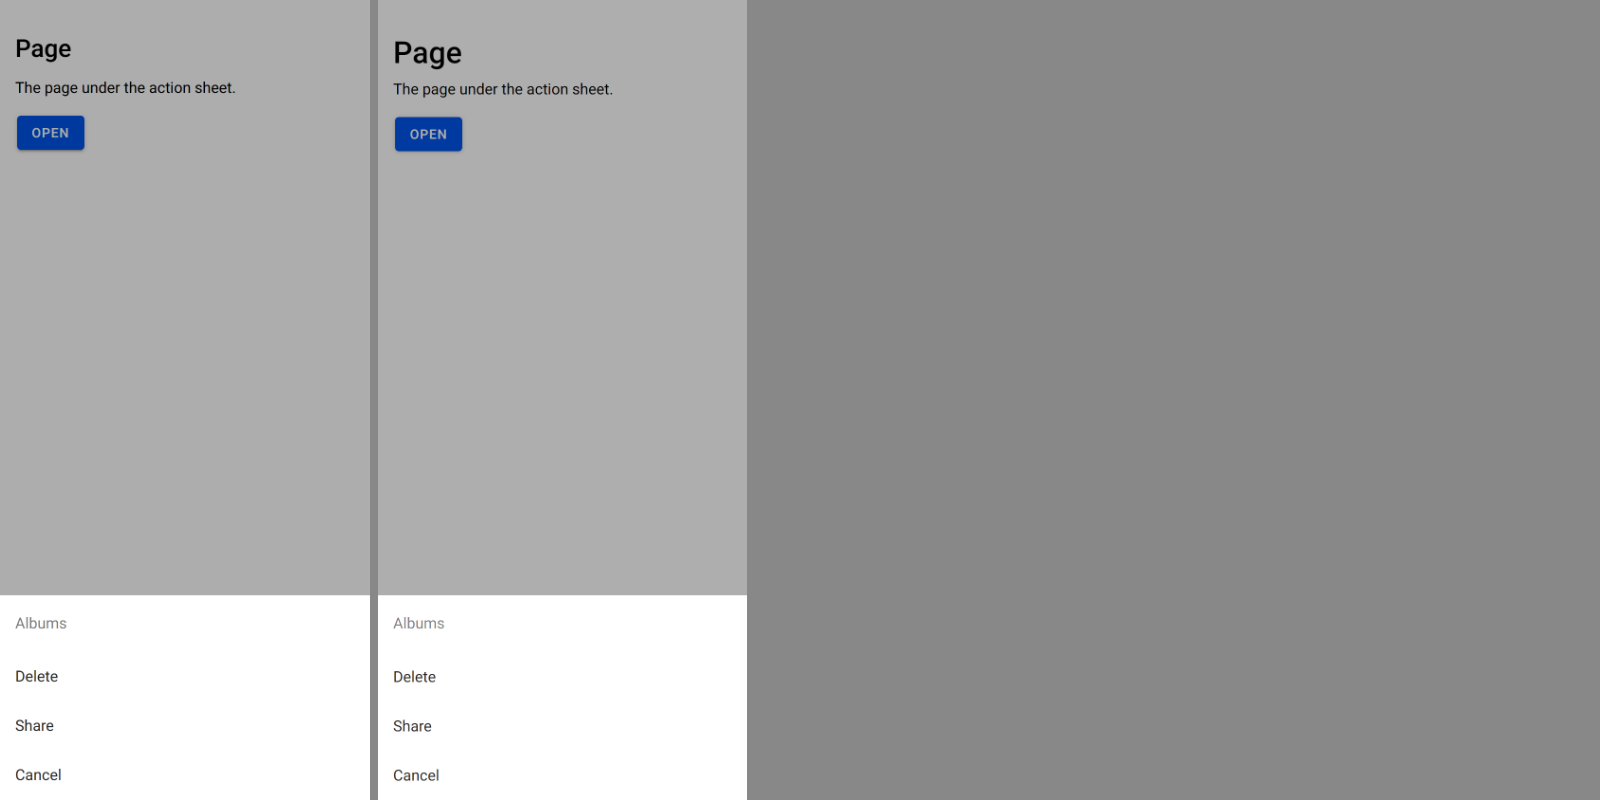 Page
The page under the action sheet.
OPEN
Albums
Delete
Share
Cancel
Page
The page under the action sheet.
OPEN
Albums
Delete
Share
Cancel